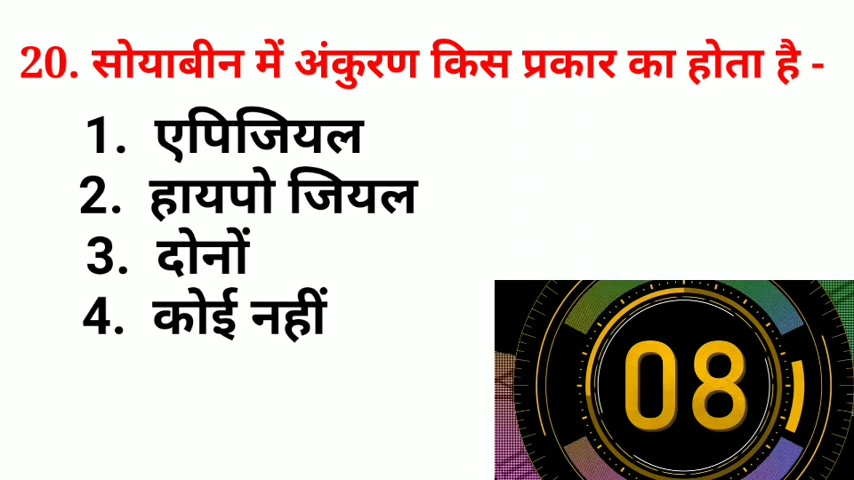 20. सोयाबीन में अंकुरण किस प्रकार का होता है -
1. एपिजियल
2. हायपो जियल
3. दोनों
4. कोई नहीं
08